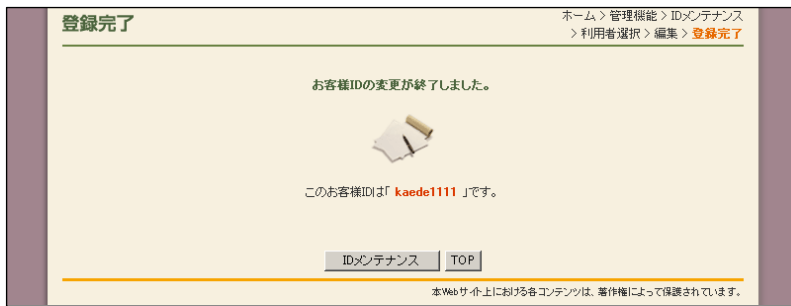 登録完了
ホーム > 管理機能 > IDメンテナンス
> 利用者選択 > 編集 > 登録完了
お客様IDの変更が終了しました。
このお客様IDは「 kaede1111 」です。
IDメンテナンス TOP
本Webサイト上における各コンテンツは、著作権によって保護されています。